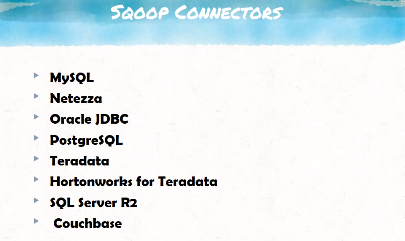 Sqoop Connectors
MySQL
Netezza
Oracle JDBC
PostgreSQL
Teradata
Hortonworks for Teradata
SQL Server R2
Couchbase